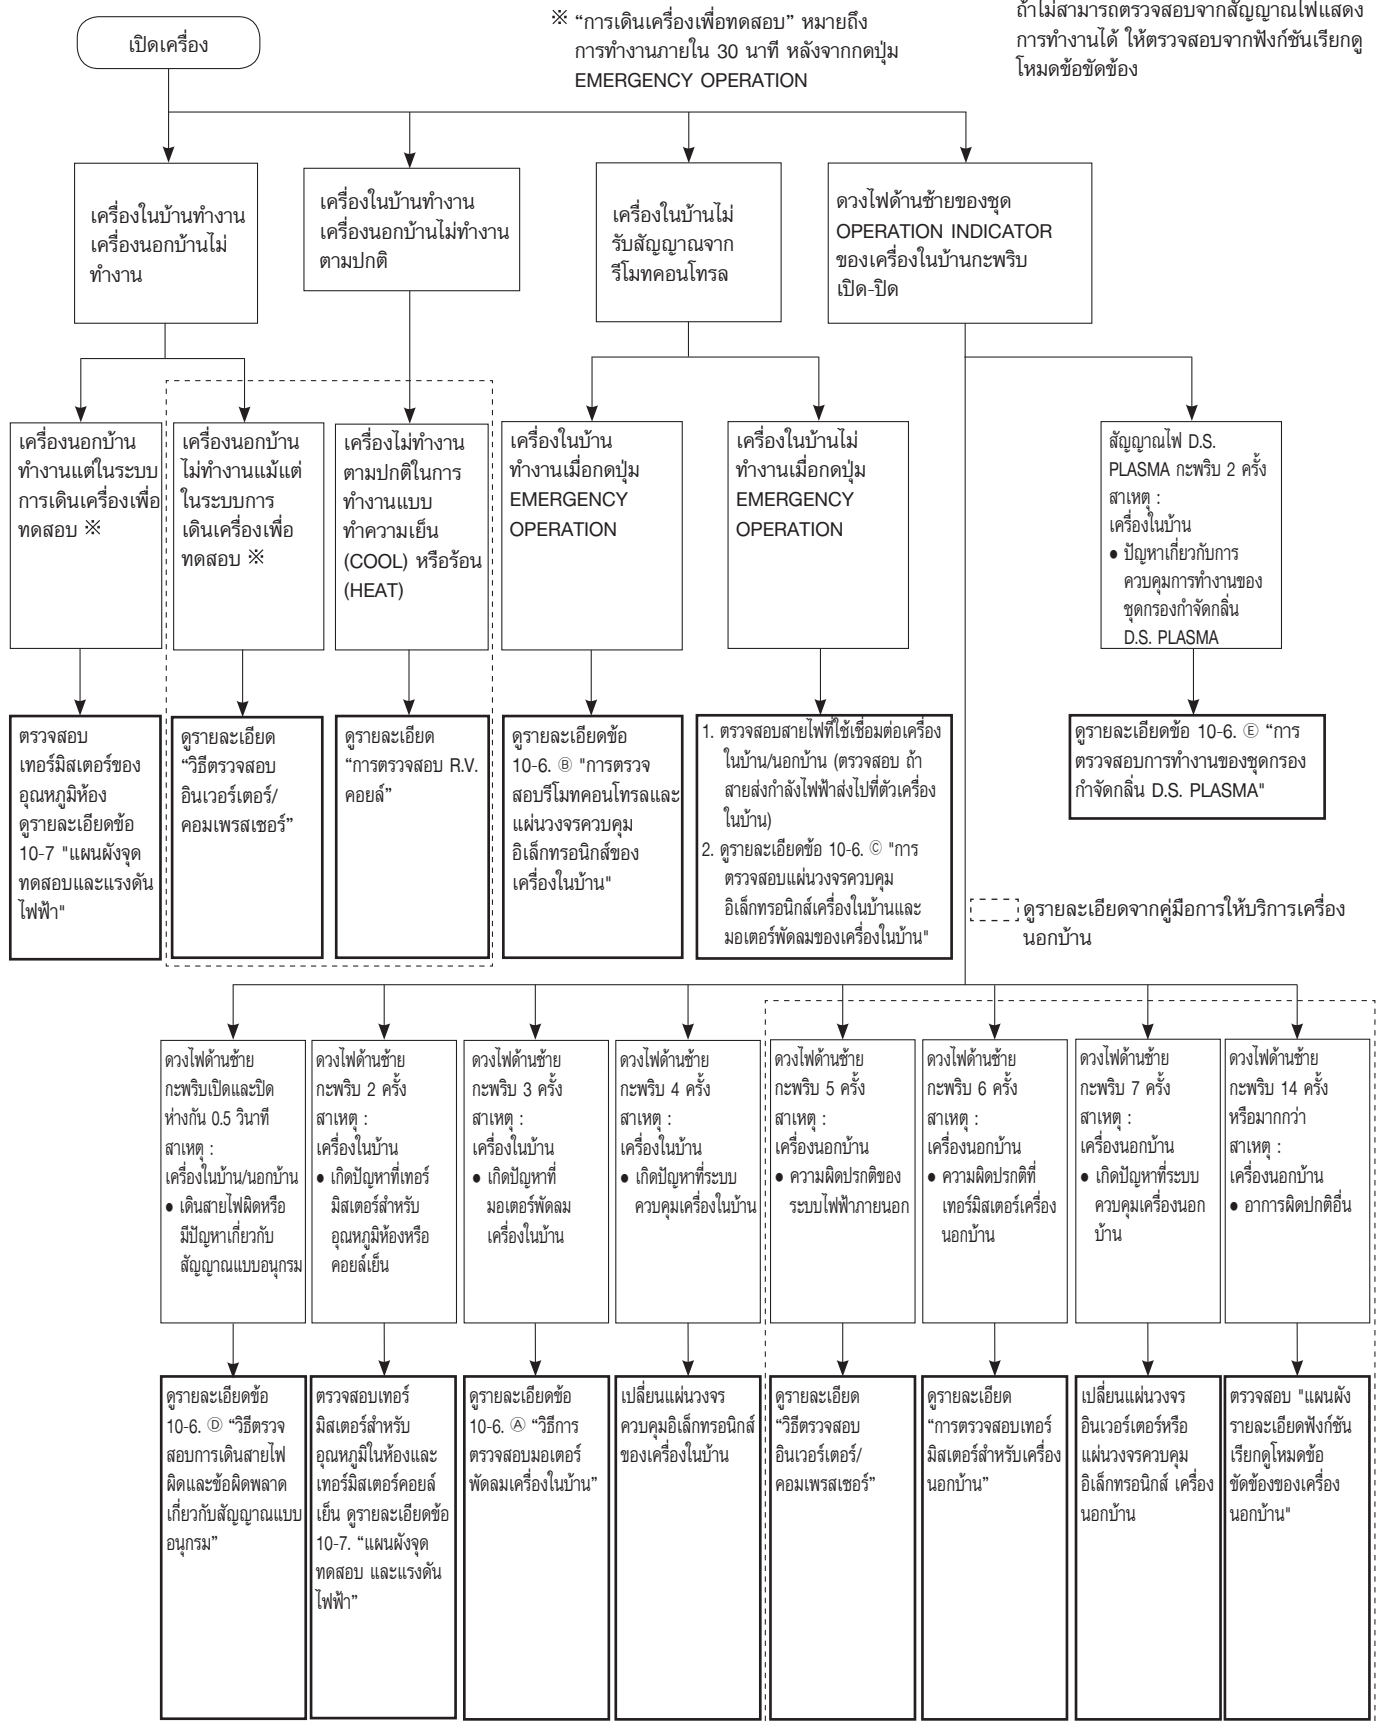 เปิดเครื่อง
※ “การเดินเครื่องเพื่อทดสอบ” หมายถึง
การทำงานภายใน 30 นาที หลังจากกดปุ่ม
EMERGENCY OPERATION
ถ้าไม่สามารถตรวจสอบจากสัญญาณไฟแสดง
การทำงานได้ ให้ตรวจสอบจากฟังก์ชันเรียกดู
โหมดข้อขัดข้อง
เครื่องในบ้านทำงาน
เครื่องนอกบ้านไม่
ทำงาน
เครื่องในบ้านทำงาน
เครื่องนอกบ้านไม่ทำงาน
ตามปกติ
เครื่องในบ้านไม่
รับสัญญาณจาก
รีโมทคอนโทรล
ดวงไฟด้านซ้ายของชุด
OPERATION INDICATOR
ของเครื่องในบ้านกะพริบ
เปิด-ปิด
เครื่องนอกบ้าน
ทำงานแต่ในระบบ
การเดินเครื่องเพื่อ
ทดสอบ ※
เครื่องนอกบ้าน
ไม่ทำงานแม้แต่
ในระบบการ
เดินเครื่องเพื่อ
ทดสอบ ※
เครื่องไม่ทำงาน
ตามปกติในการ
ทำงานแบบ
ทำความเย็น
(COOL) หรือร้อน
(HEAT)
เครื่องในบ้าน
ทำงานเมื่อกดปุ่ม
EMERGENCY
OPERATION
เครื่องในบ้านไม่
ทำงานเมื่อกดปุ่ม
EMERGENCY
OPERATION
สัญญาณไฟ D.S.
PLASMA กะพริบ 2 ครั้ง
สาเหตุ :
เครื่องในบ้าน
● ปัญหาเกี่ยวกับการ
ควบคุมการทำงานของ
ชุดกรองกำจัดกลิ่น
D.S. PLASMA
ตรวจสอบ
เทอร์มิสเตอร์ของ
อุณหภูมิห้อง
ดูรายละเอียดข้อ
10-7 "แผนผังจุด
ทดสอบและแรงดัน
ไฟฟ้า"
ดูรายละเอียด
“วิธีตรวจสอบ
อินเวอร์เตอร์/
คอมเพรสเซอร์”
ดูรายละเอียด
“การตรวจสอบ R.V.
คอยล์”
ดูรายละเอียดข้อ
10-6. Ⓑ "การตรวจ
สอบรีโมทคอนโทรลและ
แผ่นวงจรควบคุม
อิเล็กทรอนิกส์ของ
เครื่องในบ้าน"
1. ตรวจสอบสายไฟที่ใช้เชื่อมต่อเครื่อง
ในบ้าน/นอกบ้าน (ตรวจสอบ ถ้า
สายส่งกำลังไฟฟ้าส่งไปที่ตัวเครื่อง
ในบ้าน)
2. ดูรายละเอียดข้อ 10-6. Ⓒ "การ
ตรวจสอบแผ่นวงจรควบคุม
อิเล็กทรอนิกส์เครื่องในบ้านและ
มอเตอร์พัดลมของเครื่องในบ้าน"
ดูรายละเอียดข้อ 10-6. Ⓔ “การ
ตรวจสอบการทำงานของชุดกรอง
กำจัดกลิ่น D.S. PLASMA"
ดูรายละเอียดจากคู่มือการให้บริการเครื่อง
นอกบ้าน
ดวงไฟด้านซ้าย
กะพริบเปิดและปิด
ห่างกัน 0.5 วินาที
สาเหตุ :
เครื่องในบ้าน/นอกบ้าน
● เดินสายไฟผิดหรือ
มีปัญหาเกี่ยวกับ
สัญญาณแบบอนุกรม
ดวงไฟด้านซ้าย
กะพริบ 2 ครั้ง
สาเหตุ :
เครื่องในบ้าน
● เกิดปัญหาที่เทอร์
มิสเตอร์สำหรับ
อุณหภูมิห้องหรือ
คอยล์เย็น
ดวงไฟด้านซ้าย
กะพริบ 3 ครั้ง
สาเหตุ :
เครื่องในบ้าน
● เกิดปัญหาที่
มอเตอร์พัดลม
เครื่องในบ้าน
ดวงไฟด้านซ้าย
กะพริบ 4 ครั้ง
สาเหตุ :
เครื่องในบ้าน
● เกิดปัญหาที่ระบบ
ควบคุมเครื่องในบ้าน
ดวงไฟด้านซ้าย
กะพริบ 5 ครั้ง
สาเหตุ :
เครื่องนอกบ้าน
● ความผิดปรกติของ
ระบบไฟฟ้าภายนอก
ดวงไฟด้านซ้าย
กะพริบ 6 ครั้ง
สาเหตุ :
เครื่องนอกบ้าน
● ความผิดปรกติที่
เทอร์มิสเตอร์เครื่อง
นอกบ้าน
ดวงไฟด้านซ้าย
กะพริบ 7 ครั้ง
สาเหตุ :
เครื่องนอกบ้าน
● เกิดปัญหาที่ระบบ
ควบคุมเครื่องนอก
บ้าน
ดวงไฟด้านซ้าย
กะพริบ 14 ครั้ง
หรือมากกว่า
สาเหตุ :
เครื่องนอกบ้าน
● อาการผิดปกติอื่น
ดูรายละเอียดข้อ
10-6. Ⓓ “วิธีตรวจ
สอบการเดินสายไฟ
ผิดและข้อผิดพลาด
เกี่ยวกับสัญญาณแบบ
อนุกรม”
ตรวจสอบเทอร์
มิสเตอร์สำหรับ
อุณหภูมิในห้องและ
เทอร์มิสเตอร์คอยล์
เย็น ดูรายละเอียดข้อ
10-7. “แผนผังจุด
ทดสอบ และแรงดัน
ไฟฟ้า”
ดูรายละเอียดข้อ
10-6. Ⓐ “วิธีการ
ตรวจสอบมอเตอร์
พัดลมเครื่องในบ้าน”
เปลี่ยนแผ่นวงจร
ควบคุมอิเล็กทรอนิกส์
ของเครื่องในบ้าน
ดูรายละเอียด
“วิธีตรวจสอบ
อินเวอร์เตอร์/
คอมเพรสเซอร์”
ดูรายละเอียด
“การตรวจสอบเทอร์
มิสเตอร์สำหรับเครื่อง
นอกบ้าน”
เปลี่ยนแผ่นวงจร
อินเวอร์เตอร์หรือ
แผ่นวงจรควบคุม
อิเล็กทรอนิกส์ เครื่อง
นอกบ้าน
ตรวจสอบ "แผนผัง
รายละเอียดฟังก์ชัน
เรียกดูโหมดข้อ
ขัดข้องของเครื่อง
นอกบ้าน"